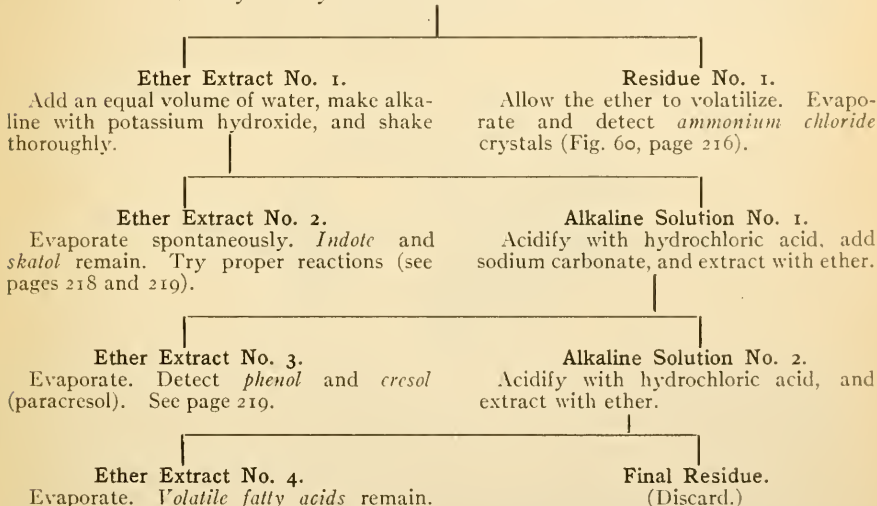 Ether Extract No. 1.
Add an equal volume of water, make alka-
line with potassium hydroxide, and shake
thoroughly.
Residue No. 1.
Allow the ether to volatilize. Evapo-
rate and detect ammonium chloride
crystals (Fig. 60, page 216).
Ether Extract No. 2.
Evaporate spontaneously. Indole and
skatol remain. Try proper reactions (see
pages 218 and 219).
Alkaline Solution No. 1.
Acidify with hydrochloric acid, add
sodium carbonate, and extract with ether.
Ether Extract No. 3.
Evaporate. Detect phenol and cresol
(paracresol). See page 219.
Alkaline Solution No. 2.
Acidify with hydrochloric acid, and
extract with ether.
Ether Extract No. 4.
Evaporate. Volatile fatty acids remain.
Final Residue.
(Discard.)